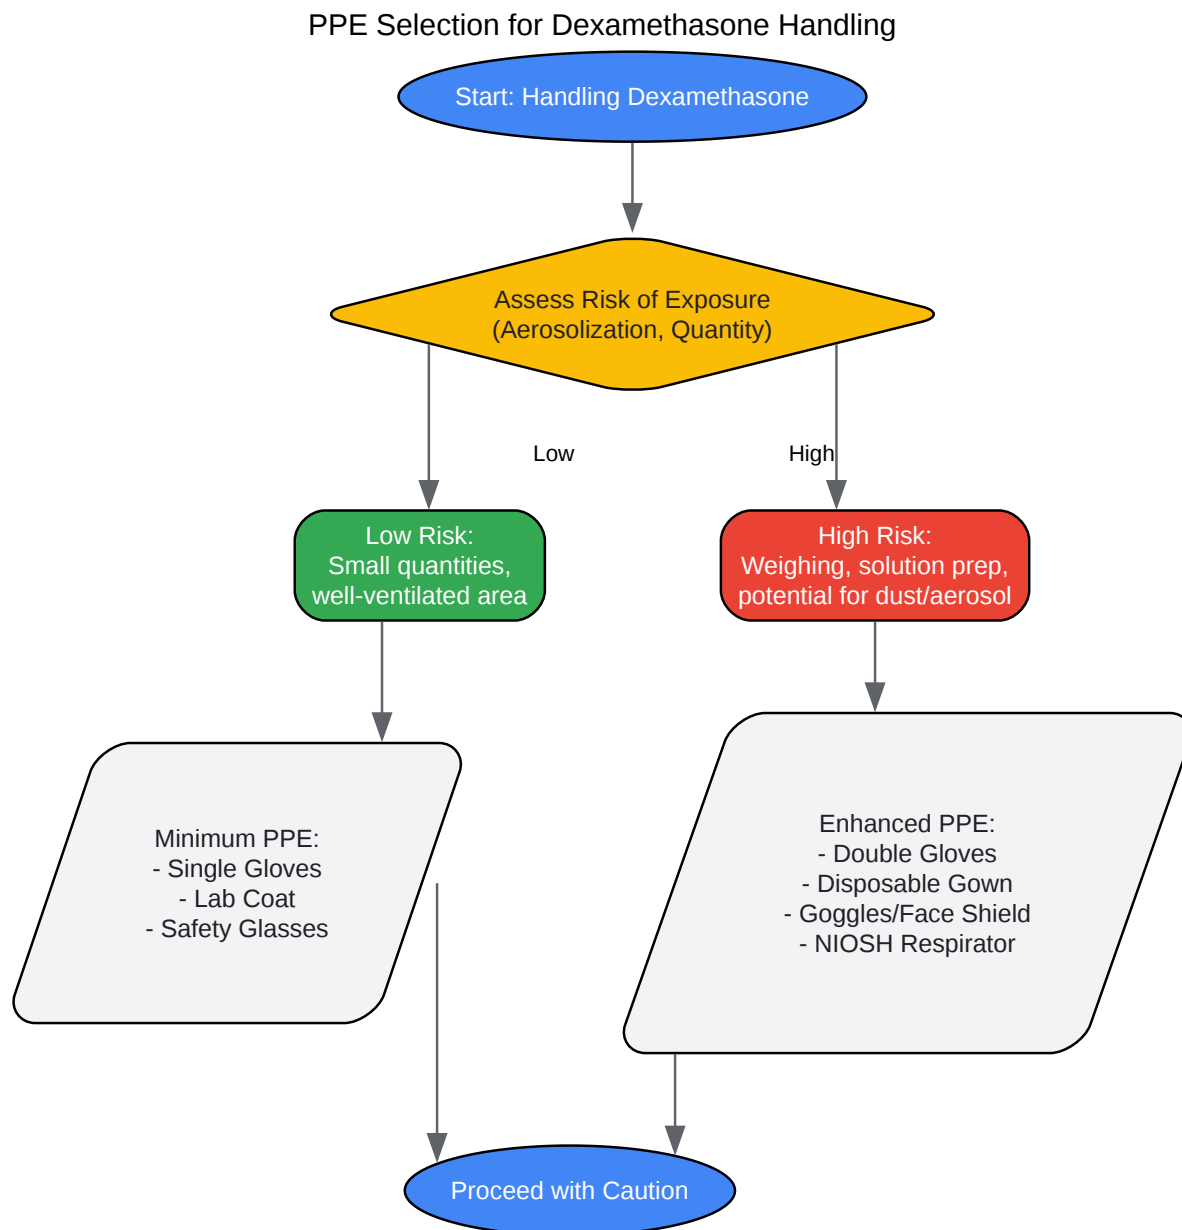 PPE Selection for Dexamethasone Handling
Start: Handling Dexamethasone
Assess Risk of Exposure
(Aerosolization, Quantity)
Low
High
Low Risk:
Small quantities,
well-ventilated area
High Risk:
Weighing, solution prep,
potential for dust/aerosol
Minimum PPE:
- Single Gloves
- Lab Coat
- Safety Glasses
Enhanced PPE:
- Double Gloves
- Disposable Gown
- Goggles/Face Shield
- NIOSH Respirator
Proceed with Caution